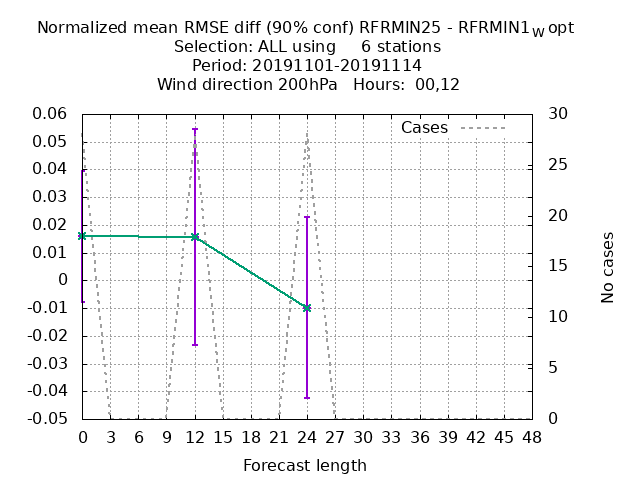 Normalized mean RMSE diff (90% conf) RFRMIN25 - RFRMIN1wopt
Selection: ALL using     6 stations
Period: 20191101-20191114
Wind direction 200hPa   Hours:  00,12
Cases
0.06
0.05
0.04
0.03
0.02
0.01
0
-0.01
-0.02
-0.03
-0.04
-0.05
30
25
20
15
10
5
0
No cases
0 3 6 9 12 15 18 21 24 27 30 33 36 39 42 45 48
Forecast length